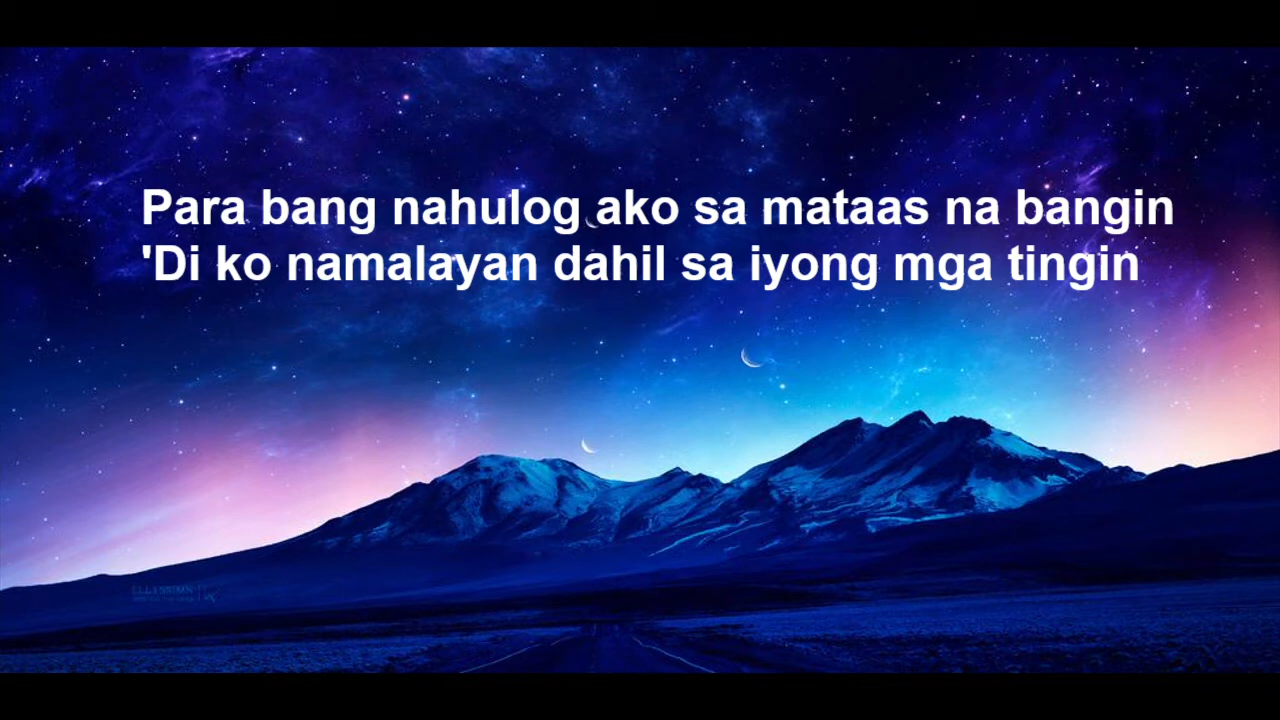 Para bang nahulog ako sa mataas na bangin
'Di ko namalayan dahil sa iyong mga tingin